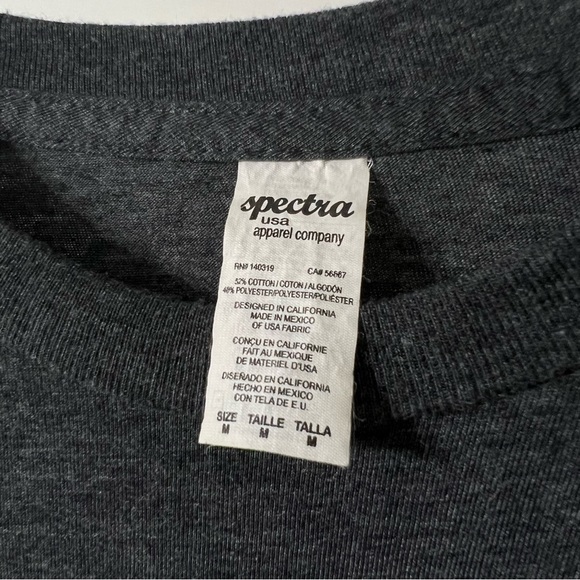 spectra
usa
apparel company
RN# 140319 CA# 56567
52% COTTON/COTON/ALGODÓN
48% POLYESTER/POLYESTER/POLIÉSTER
DESIGNED IN CALIFORNIA
MADE IN MEXICO
OF USA FABRIC
CONÇU EN CALIFORNIE
FAIT AU MEXIQUE
DE MATERIEL D'USA
DISEÑADO EN CALIFORNIA
HECHO EN MEXICO
CON TELA DE E.U.
SIZE TAILLE TALLA
M M M